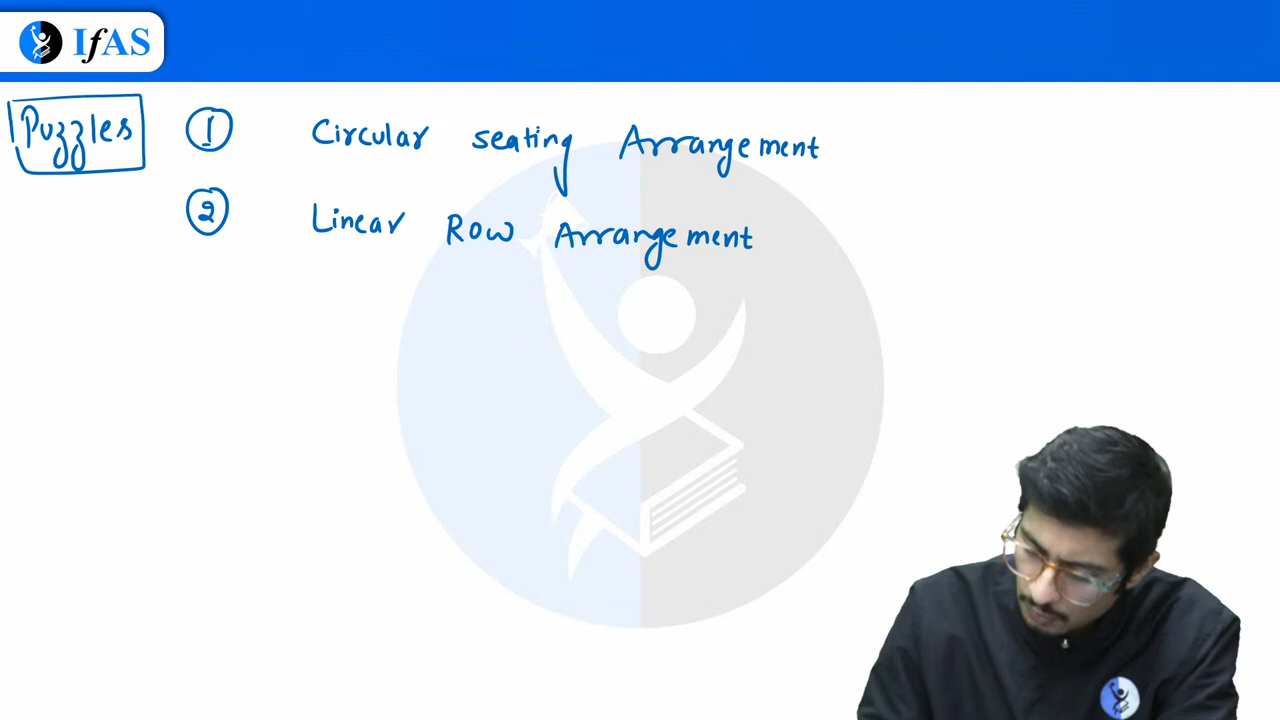 IfAS
Puzzles
1 Circular seating Arrangement
2 Linear Row Arrangement